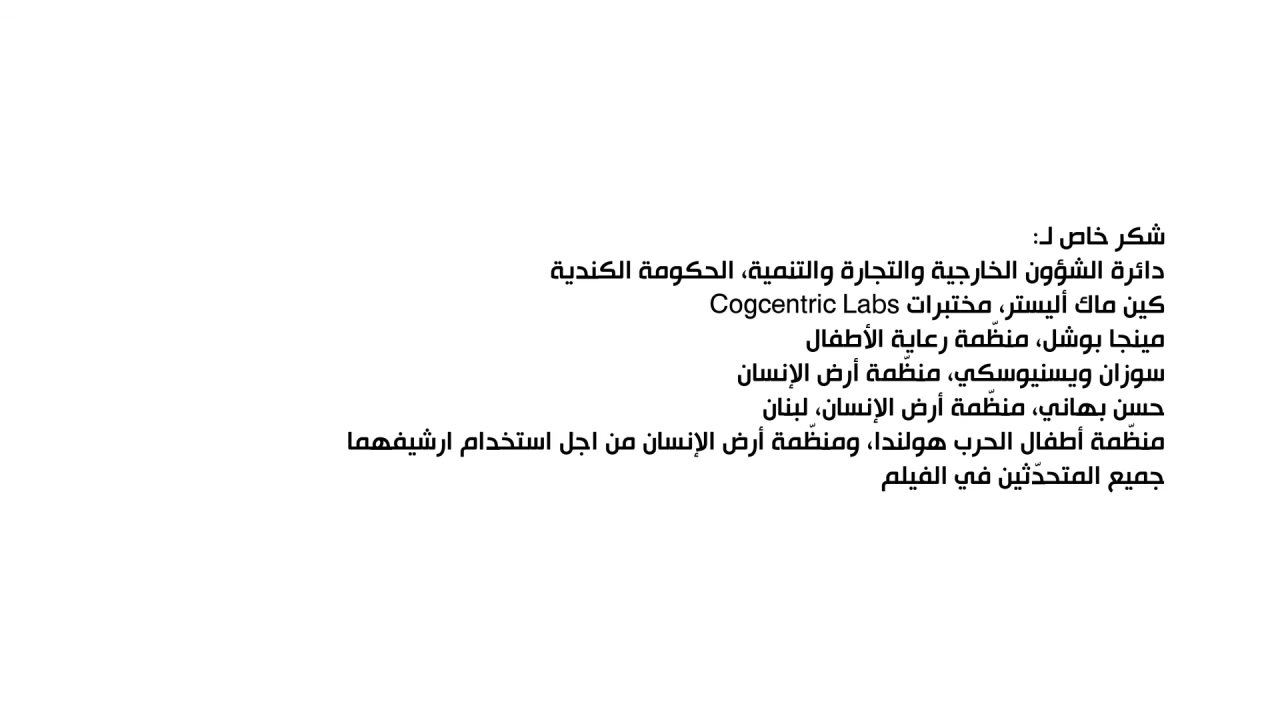 شكر خاص لـ:
دائرة الشؤون الخارجية والتجارة والتنمية، الحكومة الكندية
كين ماك أليستر، مختبرات Cogcentric Labs
مينجا بوشل، منظّمة رعاية الأطفال
سوزان ويسنيوسكي، منظّمة أرض الإنسان
حسن بهاني، منظّمة أرض الإنسان، لبنان
منظّمة أطفال الحرب هولندا، ومنظّمة أرض الإنسان من اجل استخدام ارشيفهما
جميع المتحدّثين في الفيلم